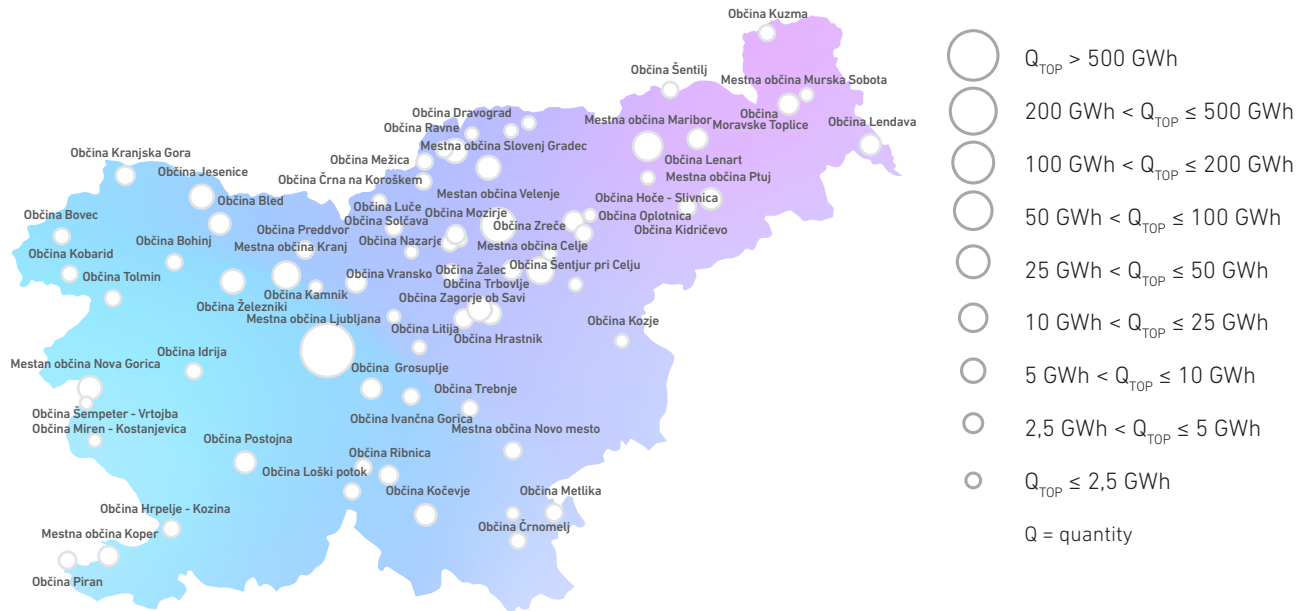 Občina Kuzma
Občina Šentilj
Mestna občina Murska Sobota
Občina Dravograd
Občina
Moravske Toplice
Občina Lendava
Občina Ravne
Mestna občina Maribor
Mestna občina Slovenj Gradec
Občina Kranjska Gora
Občina Mežica
Občina Lenart
Občina Jesenice
Občina Črna na Koroškem
Mestna občina Ptuj
Mestan občina Velenje
Občina Hoče - Slivnica
Občina Bled
Občina Luče
Občina Mozirje
Občina Oplotnica
Občina Bovec
Občina Solčava
Občina Zreče
Občina Kidričevo
Občina Preddvor
Občina Bohinj
Mestna občina Kranj
Občina Nazarje
Mestna občina Celje
Občina Kobarid
Občina Tolmin
Občina Vransko
Občina Žalec
Občina Šentjur pri Celju
Občina Trbovlje
Občina Kamnik
Občina Zagorje ob Savi
Občina Železniki
Mestna občina Ljubljana
Občina Litija
Občina Kozje
Občina Hrastnik
Občina Idrija
Mestan občina Nova Gorica
Občina Grosuplje
Občina Trebnje
Občina Šempeter - Vrtojba
Občina Ivančna Gorica
Občina Miren - Kostanjevica
Mestna občina Novo mesto
Občina Postojna
Občina Ribnica
Občina Loški potok
Občina Kočevje
Občina Metlika
Občina Hrpelje - Kozina
Občina Črnomelj
Mestna občina Koper
Občina Piran
Q_TOP > 500 GWh
200 GWh < Q_TOP ≤ 500 GWh
100 GWh < Q_TOP ≤ 200 GWh
50 GWh < Q_TOP ≤ 100 GWh
25 GWh < Q_TOP ≤ 50 GWh
10 GWh < Q_TOP ≤ 25 GWh
5 GWh < Q_TOP ≤ 10 GWh
2,5 GWh < Q_TOP ≤ 5 GWh
Q_TOP ≤ 2,5 GWh
Q = quantity